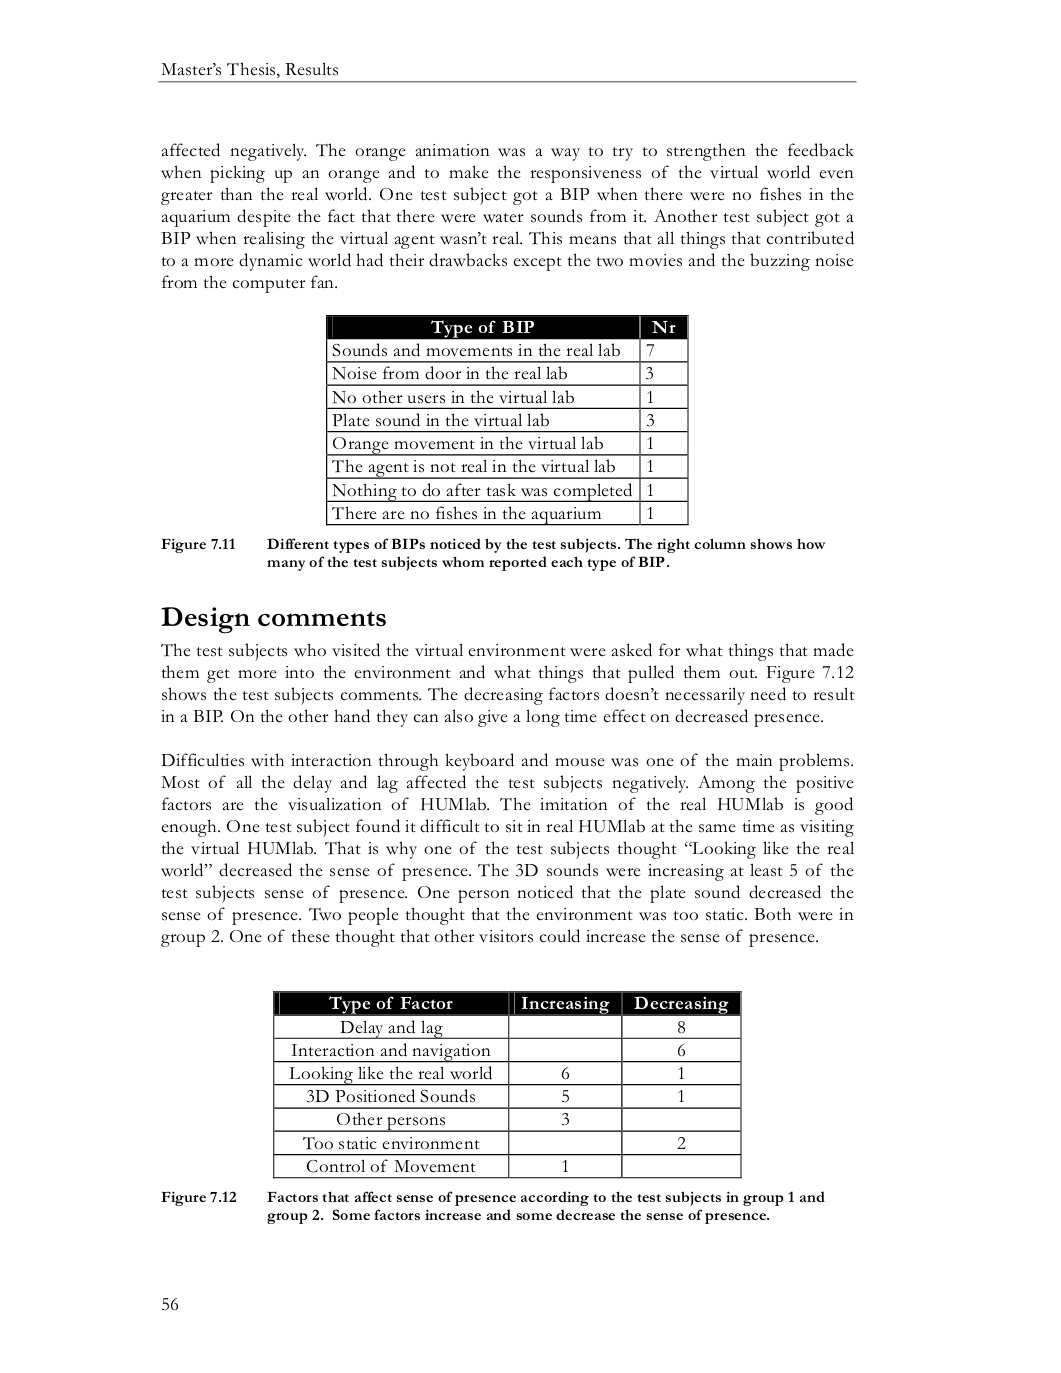 Master's Thesis, Results
affected negatively. The orange animation was a way to try to strengthen the feedback
when picking up an orange and to make the responsiveness of the virtual world even
greater than the real world. One test subject got a BIP when there were no fishes in the
aquarium despite the fact that there were water sounds from it. Another test subject got a
BIP when realising the virtual agent wasn't real. This means that all things that contributed
to a more dynamic world had their drawbacks except the two movies and the buzzing noise
from the computer fan.
Type of BIP Nr
Sounds and movements in the real lab 7
Noise from door in the real lab 3
No other users in the virtual lab 1
Plate sound in the virtual lab 3
Orange movement in the virtual lab 1
The agent is not real in the virtual lab 1
Nothing to do after task was completed 1
There are no fishes in the aquarium 1
Figure 7.11 Different types of BIPs noticed by the test subjects. The right column shows how
many of the test subjects whom reported each type of BIP.
Design comments
The test subjects who visited the virtual environment were asked for what things that made
them get more into the environment and what things that pulled them out. Figure 7.12
shows the test subjects comments. The decreasing factors doesn't necessarily need to result
in a BIP. On the other hand they can also give a long time effect on decreased presence.
Difficulties with interaction through keyboard and mouse was one of the main problems.
Most of all the delay and lag affected the test subjects negatively. Among the positive
factors are the visualization of HUMlab. The imitation of the real HUMlab is good
enough. One test subject found it difficult to sit in real HUMlab at the same time as visiting
the virtual HUMlab. That is why one of the test subjects thought "Looking like the real
world" decreased the sense of presence. The 3D sounds were increasing at least 5 of the
test subjects sense of presence. One person noticed that the plate sound decreased the
sense of presence. Two people thought that the environment was too static. Both were in
group 2. One of these thought that other visitors could increase the sense of presence.
Type of Factor Increasing Decreasing
Delay and lag 8
Interaction and navigation 6
Looking like the real world 6 1
3D Positioned Sounds 5 1
Other persons 3
Too static environment 2
Control of Movement 1
Figure 7.12 Factors that affect sense of presence according to the test subjects in group 1 and
group 2. Some factors increase and some decrease the sense of presence.
56